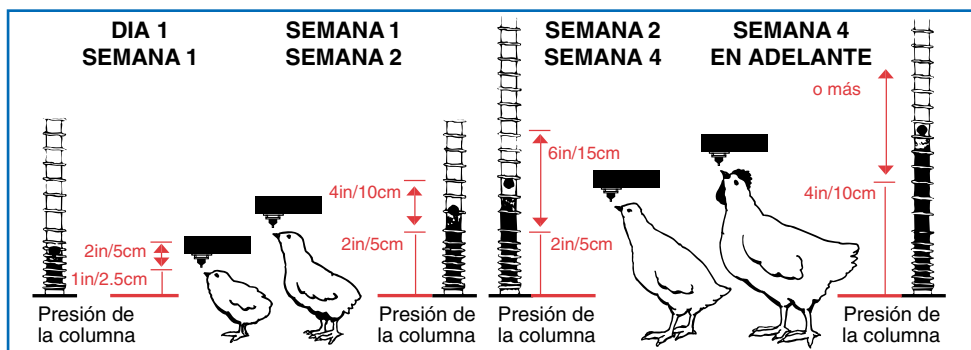 DIA 1
SEMANA 1
SEMANA 1
SEMANA 2
SEMANA 2
SEMANA 4
SEMANA 4
EN ADELANTE
2in/5cm
1in/2.5cm
4in/10cm
2in/5cm
6in/15cm
2in/5cm
o más
4in/10cm
Presión de
la columna
Presión de
la columna
Presión de
la columna
Presión de
la columna